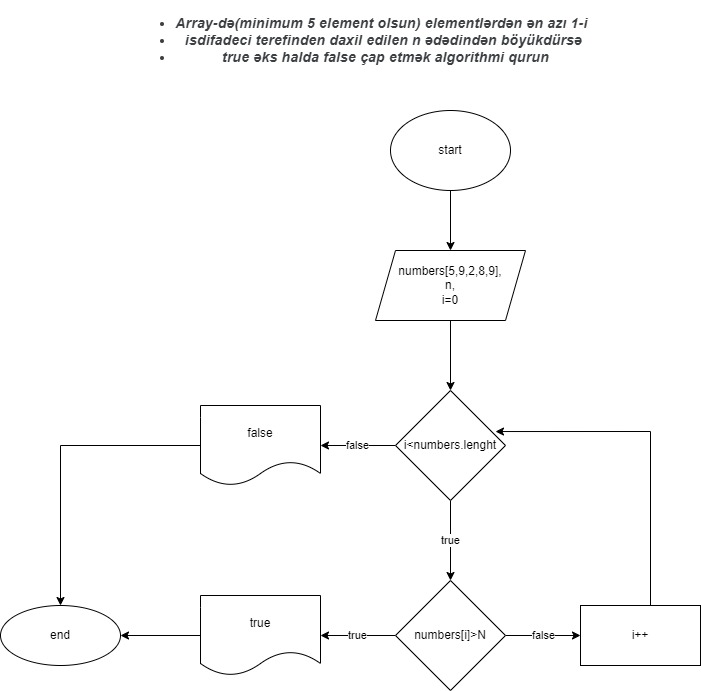 Array-də(minimum 5 element olsun) elementlərdən ən azı 1-i
isdifadeci terefinden daxil edilen n ədədindən böyükdürsə
true əks halda false çap etmək algorithmi qurun
start
numbers[5,9,2,8,9],
n,
i=0
false
false
i<numbers.lenght
true
end
true
true
numbers[i]>N
false
i++